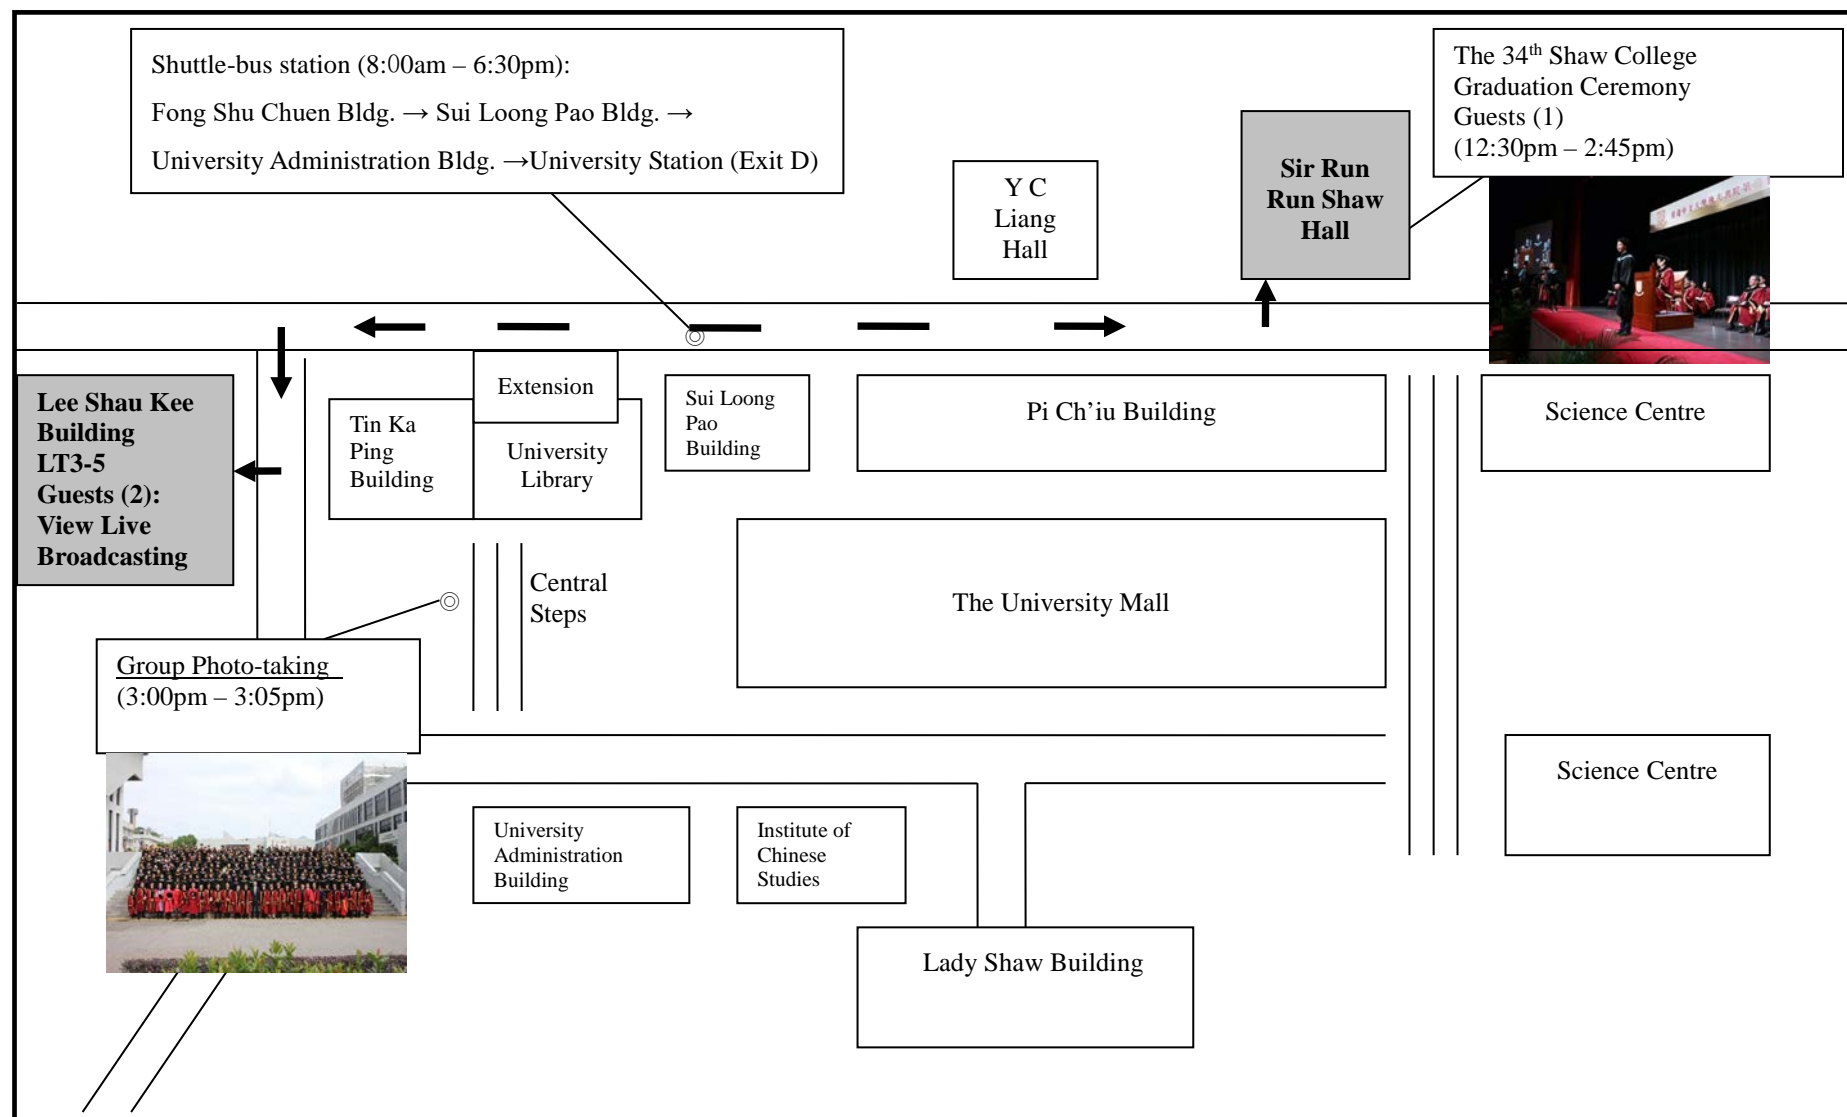 Shuttle-bus station (8:00am – 6:30pm):
Fong Shu Chuen Bldg. → Sui Loong Pao Bldg. →
University Administration Bldg. →University Station (Exit D)
The 34th Shaw College
Graduation Ceremony
Guests (1)
(12:30pm – 2:45pm)
Y C
Liang
Hall
Sir Run
Run Shaw
Hall
Lee Shau Kee
Building
LT3-5
Guests (2):
View Live
Broadcasting
Tin Ka
Ping
Building
Extension
University
Library
Sui Loong
Pao
Building
Pi Ch’iu Building
Science Centre
Central
Steps
The University Mall
Group Photo-taking
(3:00pm – 3:05pm)
University
Administration
Building
Institute of
Chinese
Studies
Science Centre
Lady Shaw Building